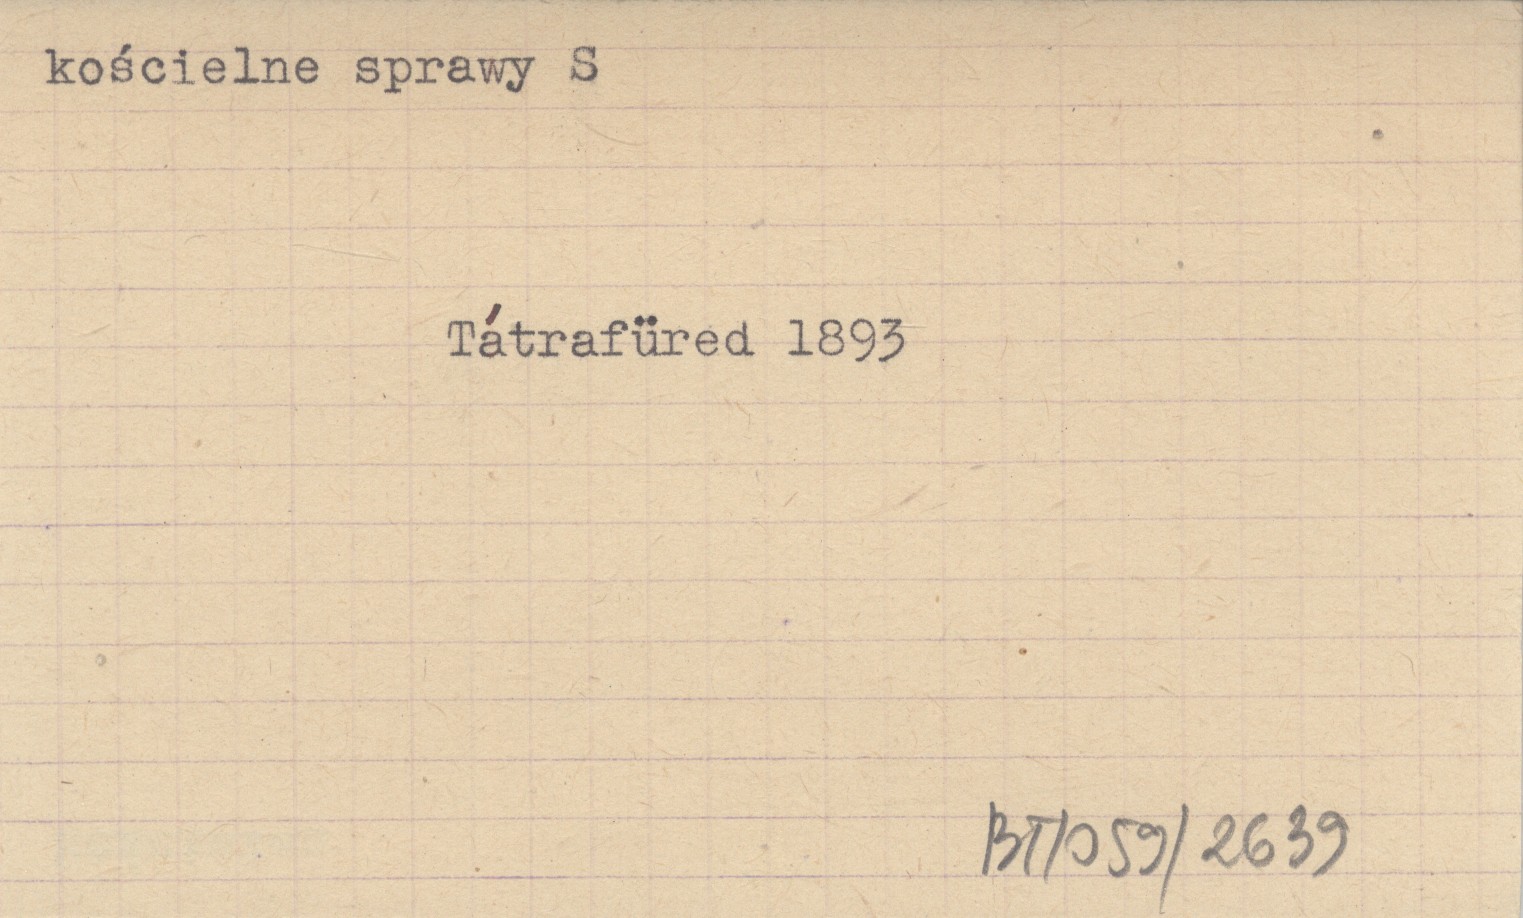 kościelne sprawy S
Tátrafüred 1893
BT/059/2639